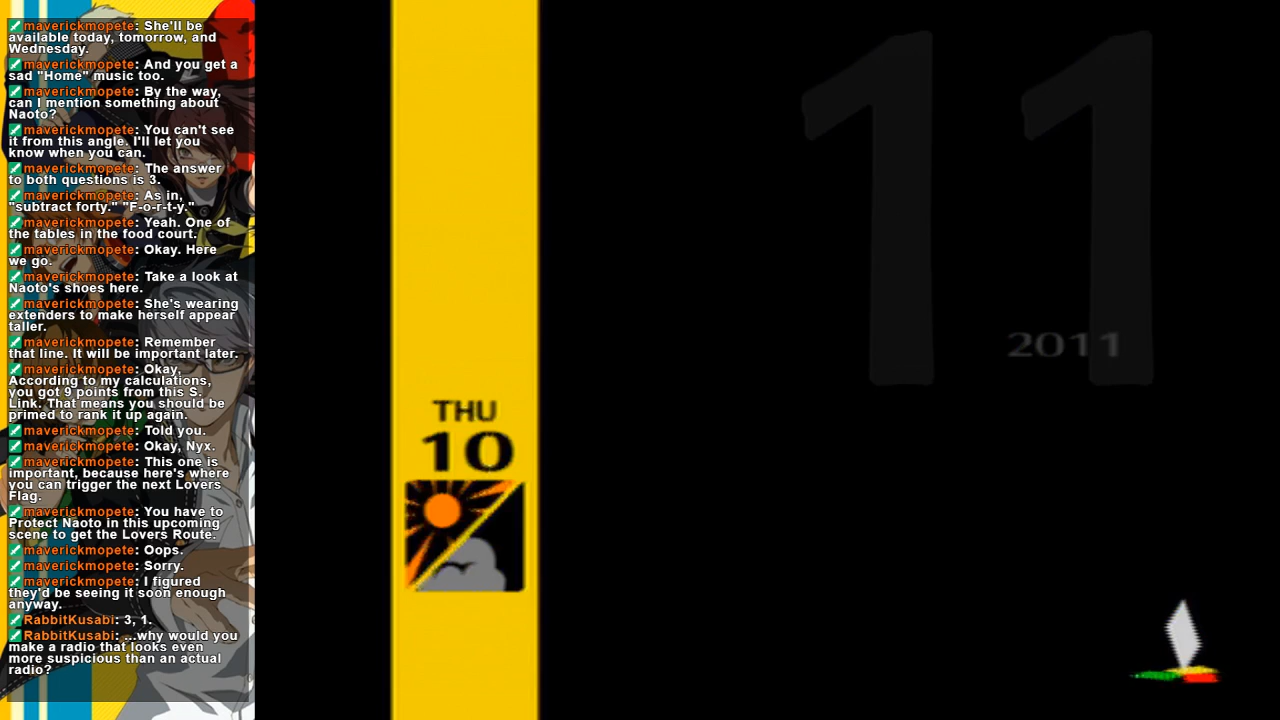 maverickmopete: She'll be
available today, tomorrow, and
Wednesday.
maverickmopete: And you get a
sad "Home" music too.
maverickmopete: By the way,
can I mention something about
Naoto?
maverickmopete: You can't see
it from this angle. I'll let you
know when you can.
maverickmopete: The answer
to both questions is 3.
maverickmopete: As in,
"subtract forty." "F-o-r-t-y."
maverickmopete: Yeah. One of
the tables in the food court.
maverickmopete: Okay. Here
we go.
maverickmopete: Take a look at
Naoto's shoes here.
maverickmopete: She's wearing
extenders to make herself appear
taller.
maverickmopete: Remember
that line. It will be important later.
maverickmopete: Okay,
According to my calculations,
you got 9 points from this S.
Link. That means you should be
primed to rank it up again.
maverickmopete: Told you.
maverickmopete: Okay, Nyx.
maverickmopete: This one is
important, because here's where
you can trigger the next Lovers
Flag.
maverickmopete: You have to
Protect Naoto in this upcoming
scene to get the Lovers Route.
maverickmopete: Oops.
maverickmopete: Sorry.
maverickmopete: I figured
they'd be seeing it soon enough
anyway.
RabbitKusabi: 3, 1.
RabbitKusabi: ...why would you
make a radio that looks even
more suspicious than an actual
radio?
THU
10
11
2011